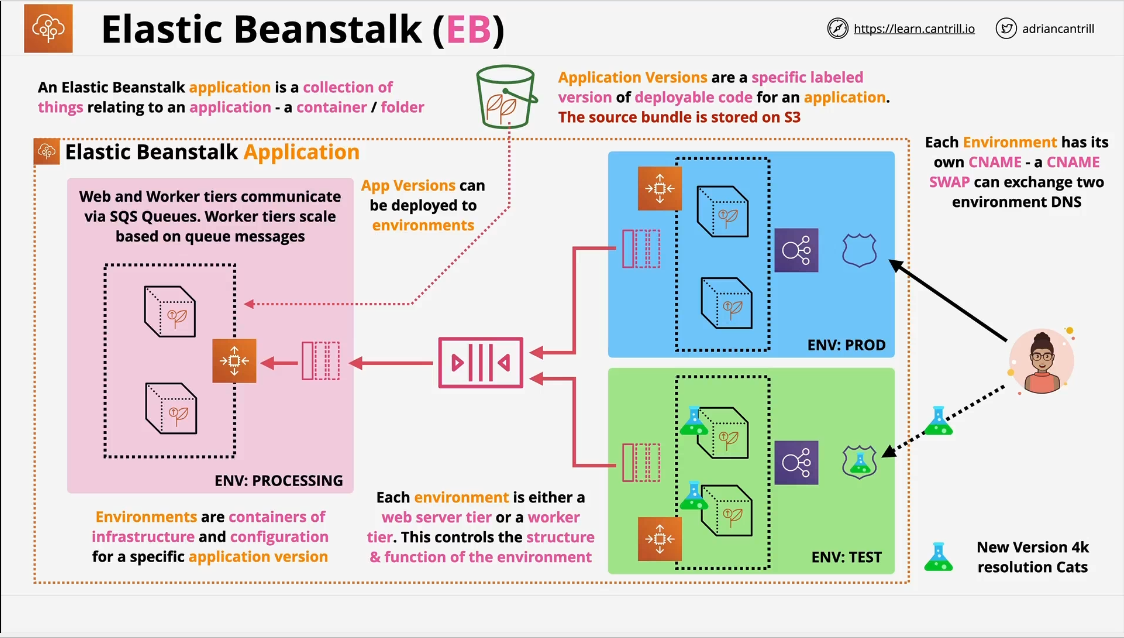 Elastic Beanstalk (EB)
https://learn.cantrill.io
adriancantrill
An Elastic Beanstalk application is a collection of
things relating to an application - a container / folder
Application Versions are a specific labeled
version of deployable code for an application.
The source bundle is stored on S3
Elastic Beanstalk Application
Each Environment has its
own CNAME - a CNAME
SWAP can exchange two
environment DNS
Web and Worker tiers communicate
via SQS Queues. Worker tiers scale
based on queue messages
App Versions can
be deployed to
environments
ENV: PROD
ENV: PROCESSING
Environments are containers of
infrastructure and configuration
for a specific application version
Each environment is either a
web server tier or a worker
tier. This controls the structure
& function of the environment
ENV: TEST
New Version 4k
resolution Cats